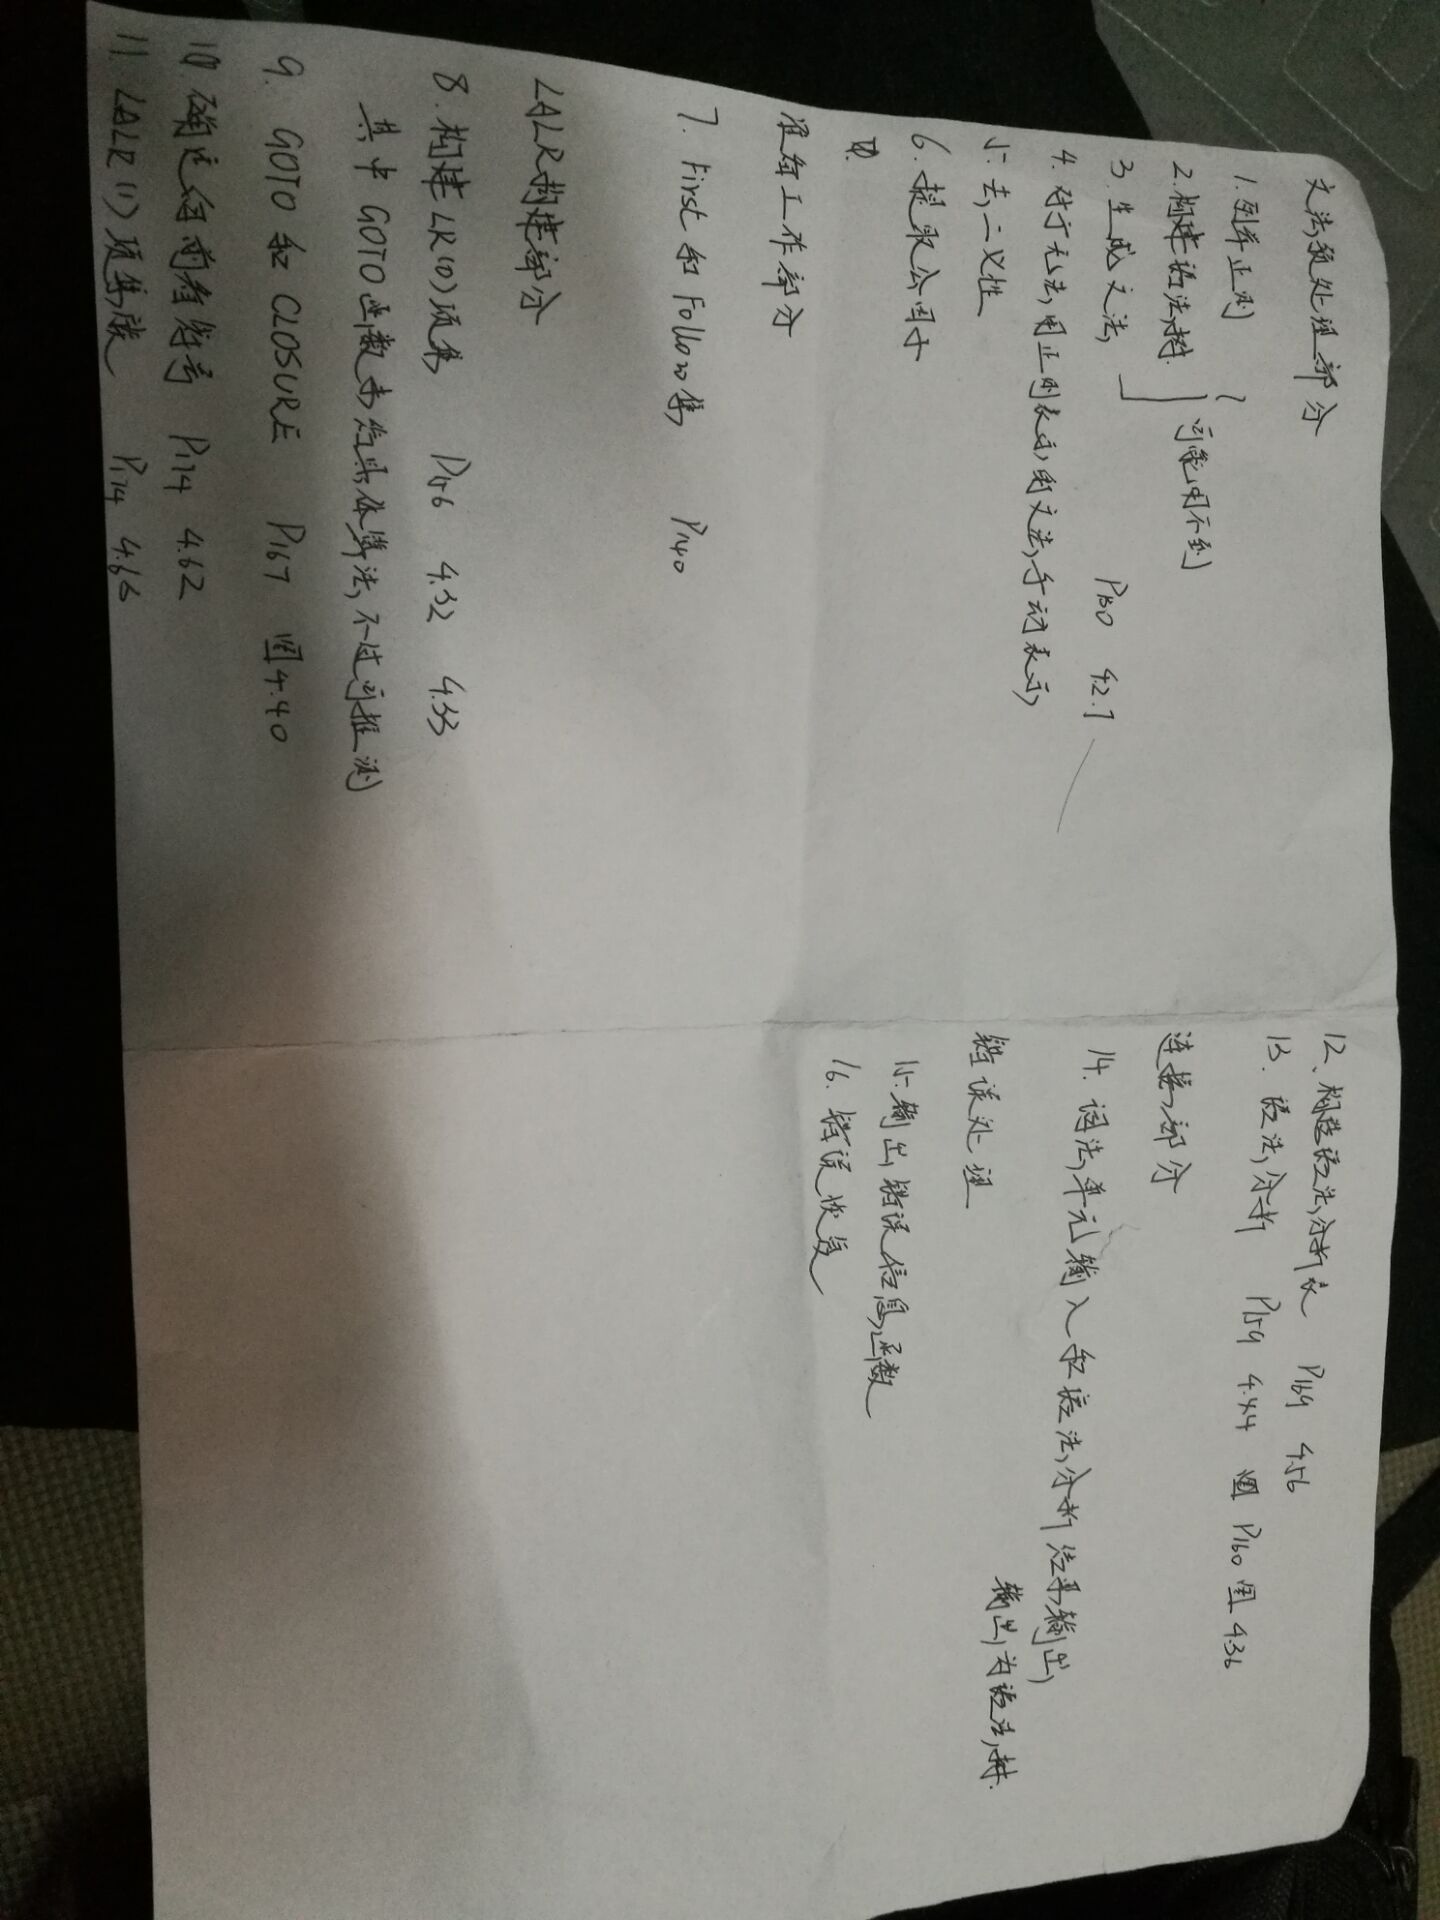 文法预处理部分
1. 列举正则
2. 构建语法树.
3. 生成文法
可能用不到
P130 4.2.7
4. 对于无法用正则表示的文法手动表示
5. 去二义性
6. 提取公因子
准备工作部分
7. First 和 Follow 集 P140
LALR构建部分
8. 构建 LR(0) 项集 P156 4.32 4.33
其中 GOTO 函数未给具体算法,不过可推测
9. GOTO 和 CLOSURE P167 图4.40
10 确定向前看符号 P174 4.62
11. LALR(1) 项集族 P174 4.6
12. 构造语法分析表 P169 4.56
13. 语法分析 P159 4.44 图 P160 图 4.36
连接部分
14. 词法单元输入和语法分析结果输出,
输出为语法树.
错误处理
15. 输出错误信息函数
16. 错误恢复